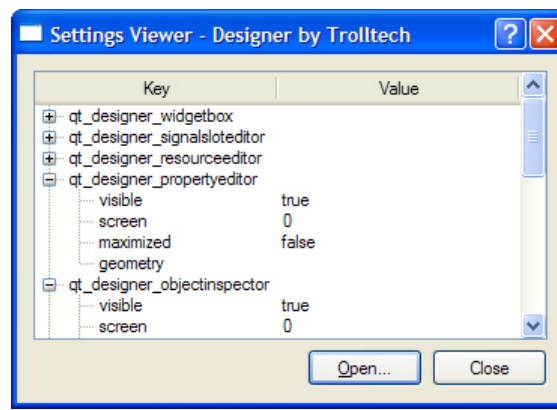 Settings Viewer - Designer by Trolltech
Key Value
qt_designer_widgetbox
qt_designer_signalsloteditor
qt_designer_resourceeditor
qt_designer_propertyeditor
visible true
screen 0
maximized false
geometry
qt_designer_objectinspector
visible true
screen 0
Open... Close